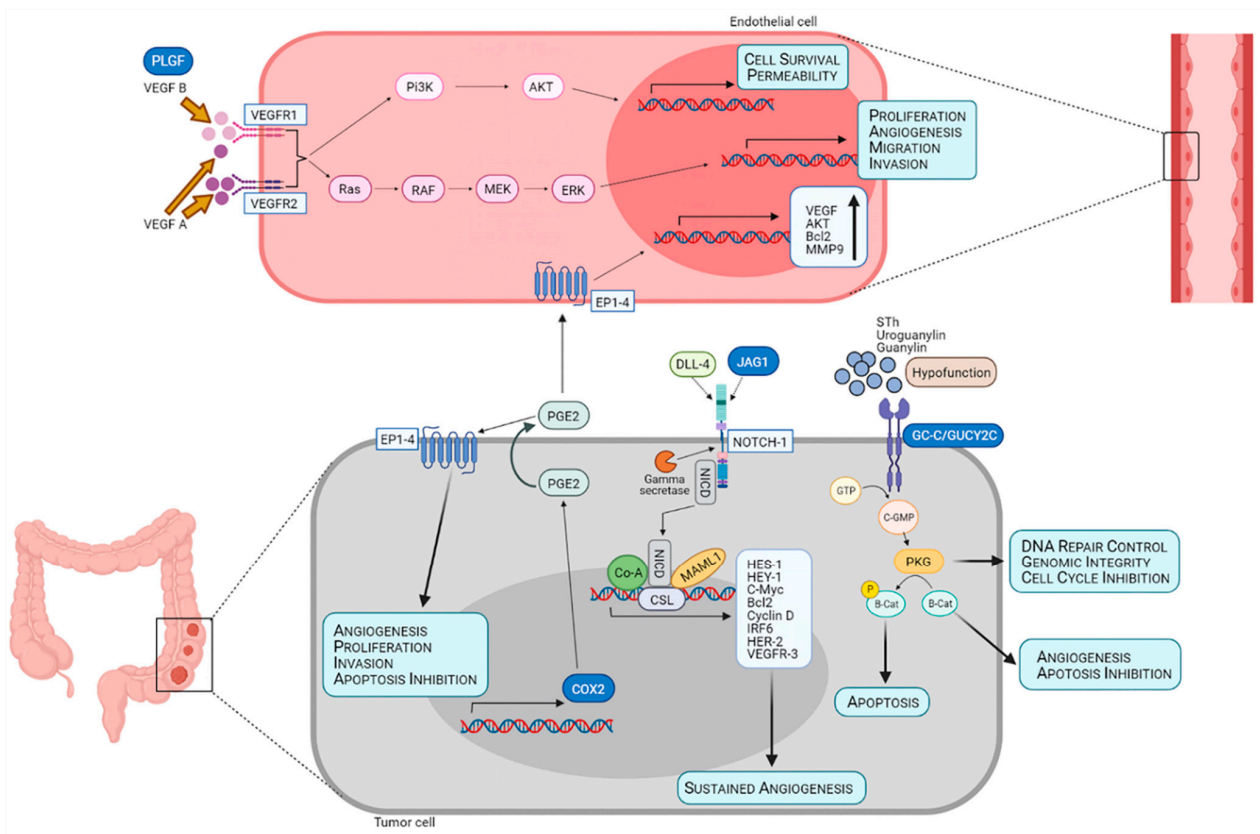 Endothelial cell
PLGF
VEGF B
VEGFR1
VEGFR2
VEGF A
Pi3K
AKT
Ras
RAF
MEK
ERK
CELL SURVIVAL
PERMEABILITY
PROLIFERATION
ANGIOGENESIS
MIGRATION
INVASION
VEGF
AKT
Bcl2
MMP9
EP1-4
STh
Uroguanylin
Guanylin
Hypofunction
DLL-4
JAG1
PGE2
EP1-4
NOTCH-1
GC-C/GUCY2C
Gamma
secretase
NICD
PGE2
GTP
C-GMP
PKG
P
B-Cat
B-Cat
DNA REPAIR CONTROL
GENOMIC INTEGRITY
CELL CYCLE INHIBITION
Co-A
NICD
MAML1
CSL
HES-1
HEY-1
C-Myc
Bcl2
Cyclin D
IRF6
HER-2
VEGFR-3
ANGIOGENESIS
PROLIFERATION
INVASION
APOPTOSIS INHIBITION
COX2
ANGIOGENESIS
APOTOSIS INHIBITION
APOPTOSIS
SUSTAINED ANGIOGENESIS
Tumor cell